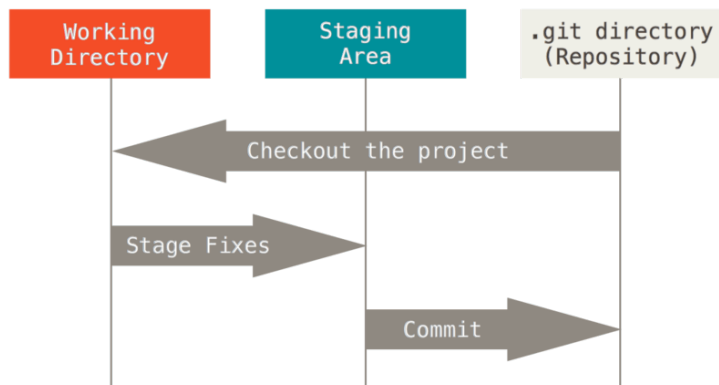 Working
Directory
Staging
Area
.git directory
(Repository)
Checkout the project
Stage Fixes
Commit